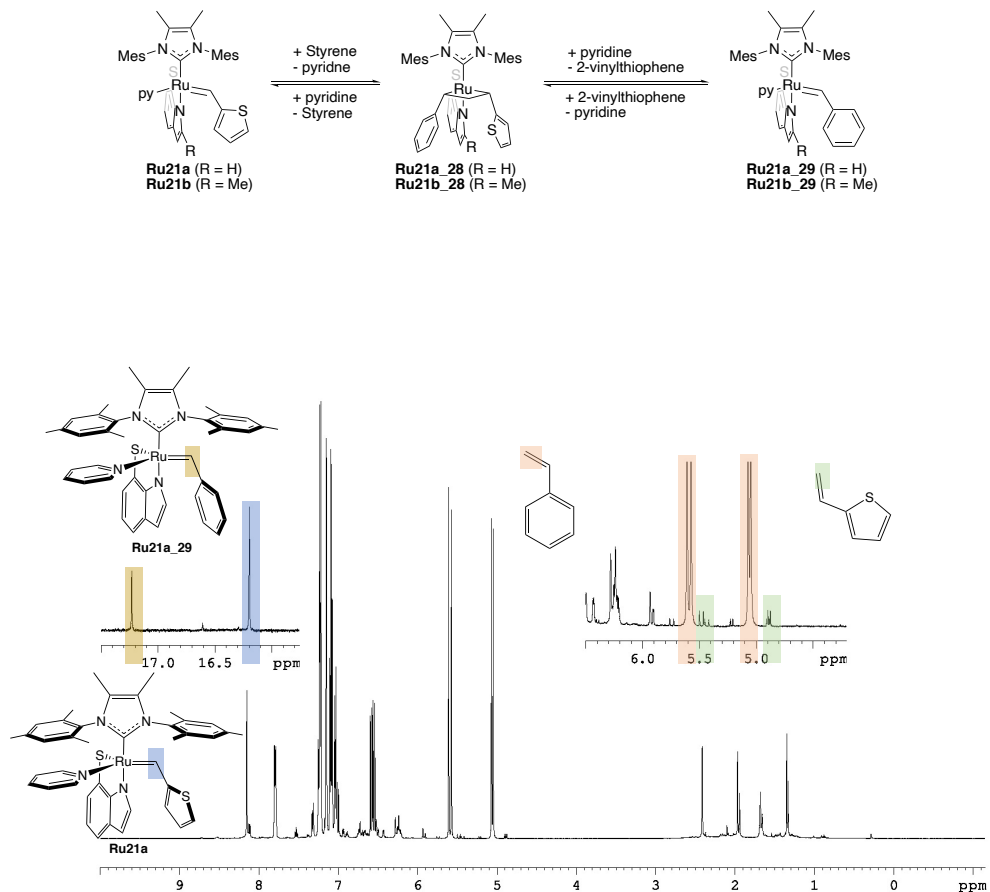 Mes N N Mes
S
Ru
py
N
S
R
Ru21a (R = H)
Ru21b (R = Me)
+ Styrene
- pyridne
+ pyridine
- Styrene
Mes N N Mes
S
Ru
N
S
R
Ru21a_28 (R = H)
Ru21b_28 (R = Me)
+ pyridine
- 2-vinylthiophene
+ 2-vinylthiophene
- pyridine
Mes N N Mes
S
Ru
py
N
R
Ru21a_29 (R = H)
Ru21b_29 (R = Me)
N N
S
Ru
N
N
Ru21a_29
17.0 16.5 ppm
S
6.0 5.5 5.0 ppm
N N
S
Ru
N
N
S
Ru21a
9 8 7 6 5 4 3 2 1 0 ppm